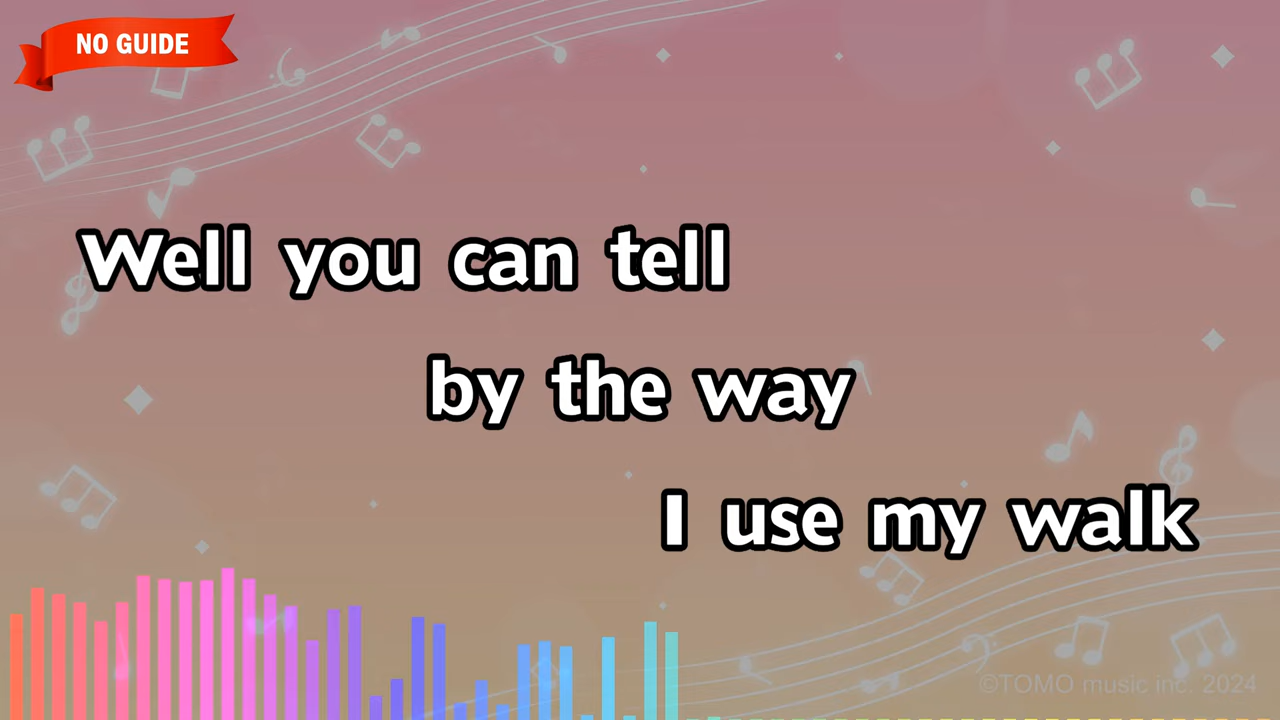 NO GUIDE
Well you can tell
by the way
I use my walk
©TOMO music inc. 2024